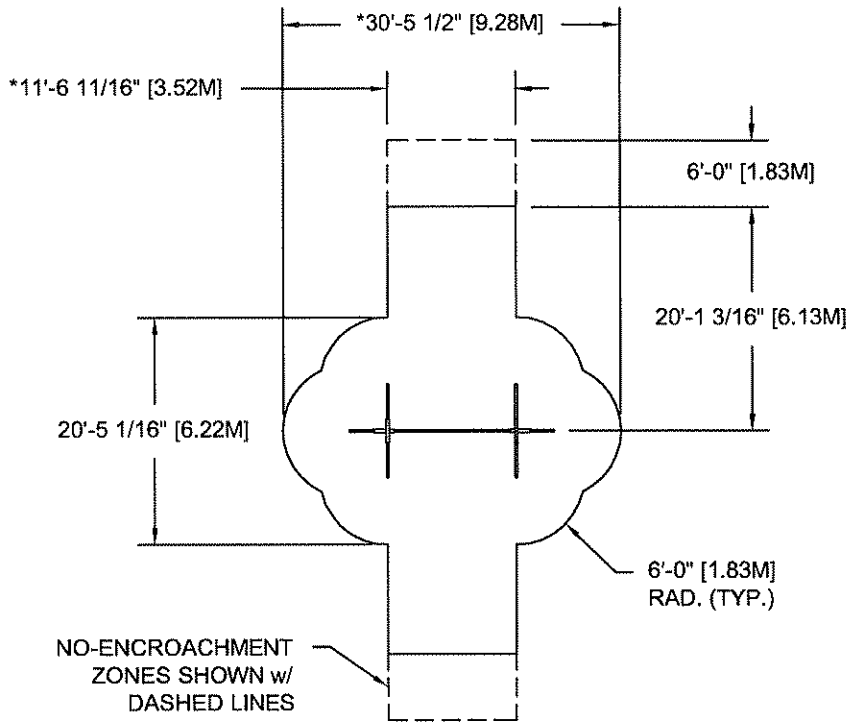 *30'-5 1/2" [9.28M]
*11'-6 11/16" [3.52M]
6'-0" [1.83M]
20'-1 3/16" [6.13M]
20'-5 1/16" [6.22M]
6'-0" [1.83M]
RAD. (TYP.)
NO-ENCROACHMENT
ZONES SHOWN w/
DASHED LINES